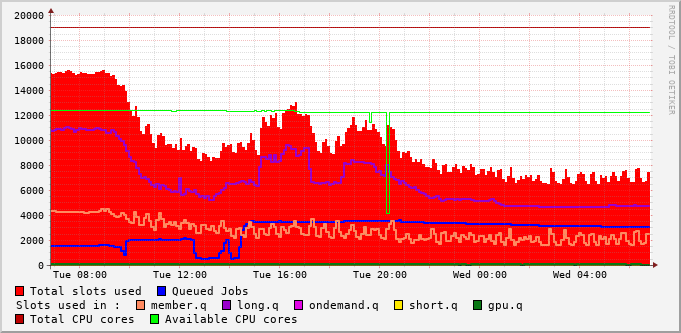 20000
18000
16000
14000
12000
10000
8000
6000
4000
2000
0
Tue 08:00 Tue 12:00 Tue 16:00 Tue 20:00 Wed 00:00 Wed 04:00
Total slots used Queued Jobs
Slots used in : member.q long.q ondemand.q short.q gpu.q
Total CPU cores Available CPU cores
RRDTOOL / TOBI OETIKER